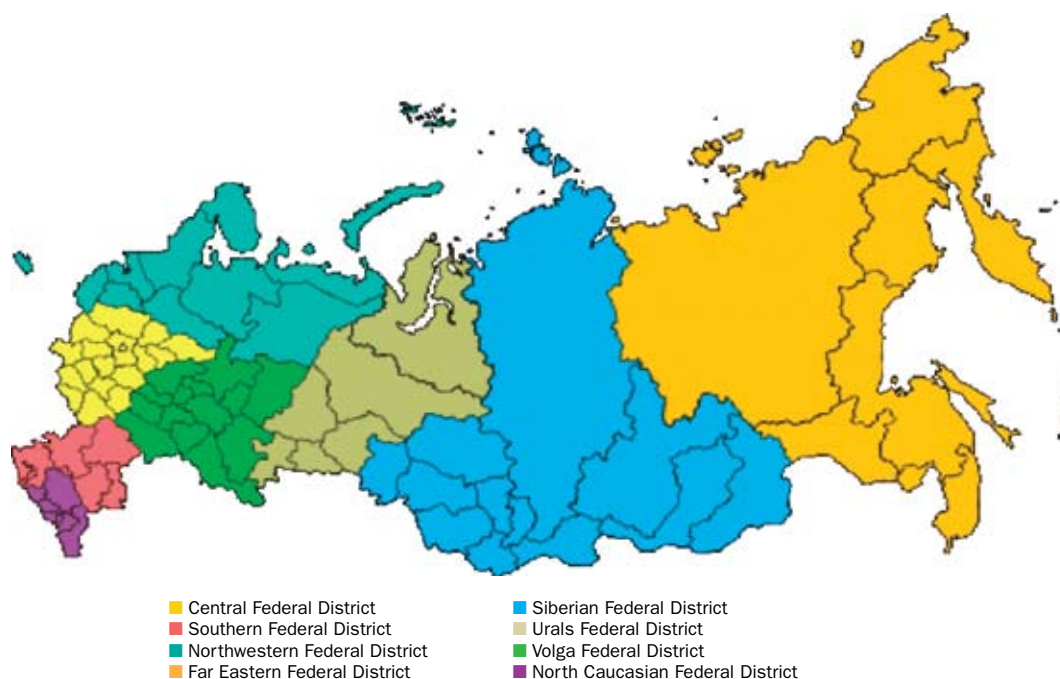 Central Federal District
Southern Federal District
Northwestern Federal District
Far Eastern Federal District
Siberian Federal District
Urals Federal District
Volga Federal District
North Caucasian Federal District